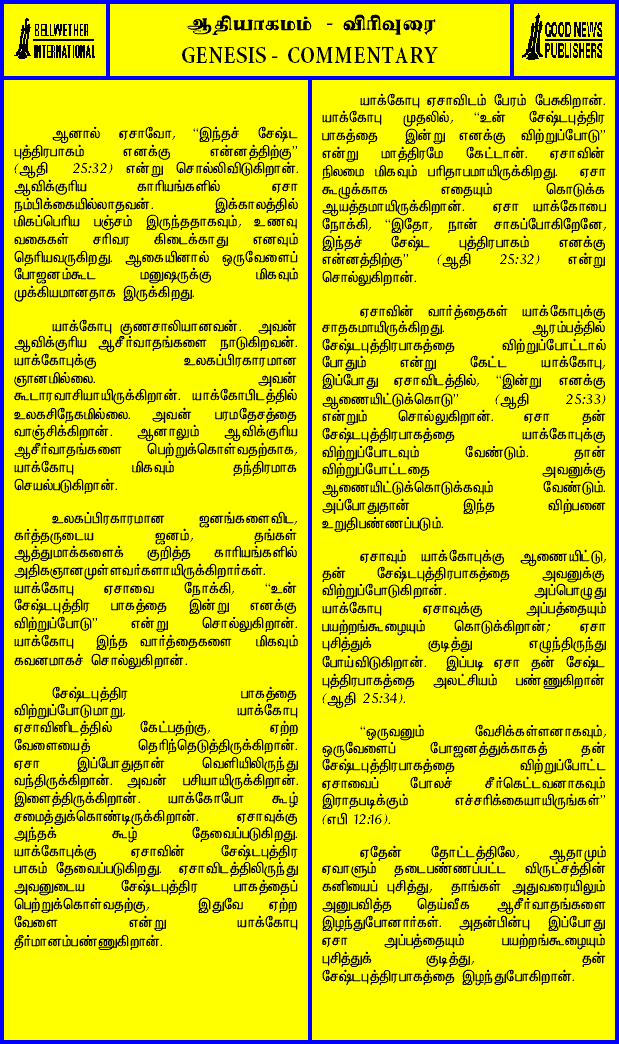 BELLWETHER
INTERNATIONAL
ஆதியாகமம் - விரிவுரை
GENESIS - COMMENTARY
GOOD NEWS
PUBLISHERS
ஆனால் ஏசாவோ, “இந்தச் சேஷ்ட
புத்திரபாகம் எனக்கு என்னத்திற்கு”
(ஆதி 25:32) என்று சொல்லிவிடுகிறான்.
ஆவிக்குரிய காரியங்களில் ஏசா
நம்பிக்கையில்லாதவன். இக்காலத்தில்
மிகப்பெரிய பஞ்சம் இருந்ததாகவும், உணவு
வகைகள் சரிவர கிடைக்காது எனவும்
தெரியவருகிறது. ஆகையினால் ஒருவேளைப்
போஜனம்கூட மனுஷருக்கு மிகவும்
முக்கியமானதாக இருக்கிறது.
யாக்கோபு குணசாலியானவன். அவன்
ஆவிக்குரிய ஆசீர்வாதங்களை நாடுகிறவன்.
யாக்கோபுக்கு உலகப்பிரகாரமான
ஞானமில்லை. அவன்
கூடாரவாசியாயிருக்கிறான். யாக்கோபிடத்தில்
உலகசிநேகமில்லை. அவன் பரமதேசத்தை
வாஞ்சிக்கிறான். ஆனாலும் ஆவிக்குரிய
ஆசீர்வாதங்களை பெற்றுக்கொள்வதற்காக,
யாக்கோபு மிகவும் தந்திரமாக
செயல்படுகிறான்.
உலகப்பிரகாரமான ஜனங்களைவிட,
கர்த்தருடைய ஜனம், தங்கள்
ஆத்துமாக்களைக் குறித்த காரியங்களில்
அதிகஞானமுள்ளவர்களாயிருக்கிறார்கள்.
யாக்கோபு ஏசாவை நோக்கி, “உன்
சேஷ்டபுத்திர பாகத்தை இன்று எனக்கு
விற்றுப்போடு” என்று சொல்லுகிறான்.
யாக்கோபு இந்த வார்த்தைகளை மிகவும்
கவனமாகச் சொல்லுகிறான்.
சேஷ்டபுத்திர பாகத்தை
விற்றுப்போடுமாறு, யாக்கோபு
ஏசாவினிடத்தில் கேட்பதற்கு, ஏற்ற
வேளையைத் தெரிந்தெடுத்திருக்கிறான்.
ஏசா இப்போதுதான் வெளியிலிருந்து
வந்திருக்கிறான். அவன் பசியாயிருக்கிறான்.
இளைத்திருக்கிறான். யாக்கோபோ கூழ்
சமைத்துக்கொண்டிருக்கிறான். ஏசாவுக்கு
அந்தக் கூழ் தேவைப்படுகிறது.
யாக்கோபுக்கு ஏசாவின் சேஷ்டபுத்திர
பாகம் தேவைப்படுகிறது. ஏசாவிடத்திலிருந்து
அவனுடைய சேஷ்டபுத்திர பாகத்தைப்
பெற்றுக்கொள்வதற்கு, இதுவே ஏற்ற
வேளை என்று யாக்கோபு
தீர்மானம்பண்ணுகிறான்.
யாக்கோபு ஏசாவிடம் பேரம் பேசுகிறான்.
யாக்கோபு முதலில், “உன் சேஷ்டபுத்திர
பாகத்தை இன்று எனக்கு விற்றுப்போடு”
என்று மாத்திரமே கேட்டான். ஏசாவின்
நிலமை மிகவும் பரிதாபமாயிருக்கிறது. ஏசா
கூழுக்காக எதையும் கொடுக்க
ஆயத்தமாயிருக்கிறான். ஏசா யாக்கோபை
நோக்கி, “இதோ, நான் சாகப்போகிறேனே,
இந்தச் சேஷ்ட புத்திரபாகம் எனக்கு
என்னத்திற்கு” (ஆதி 25:32) என்று
சொல்லுகிறான்.
ஏசாவின் வார்த்தைகள் யாக்கோபுக்கு
சாதகமாயிருக்கிறது. ஆரம்பத்தில்
சேஷ்டபுத்திரபாகத்தை விற்றுப்போட்டால்
போதும் என்று கேட்ட யாக்கோபு,
இப்போது ஏசாவிடத்தில், “இன்று எனக்கு
ஆணையிட்டுக்கொடு” (ஆதி 25:33)
என்றும் சொல்லுகிறான். ஏசா தன்
சேஷ்டபுத்திரபாகத்தை யாக்கோபுக்கு
விற்றுப்போடவும் வேண்டும். தான்
விற்றுப்போட்டதை அவனுக்கு
ஆணையிட்டுக்கொடுக்கவும் வேண்டும்.
அப்போதுதான் இந்த விற்பனை
உறுதிபண்ணப்படும்.
ஏசாவும் யாக்கோபுக்கு ஆணையிட்டு,
தன் சேஷ்டபுத்திரபாகத்தை அவனுக்கு
விற்றுப்போடுகிறான். அப்பொழுது
யாக்கோபு ஏசாவுக்கு அப்பத்தையும்
பயற்றங்கூழையும் கொடுக்கிறான்; ஏசா
புசித்துக் குடித்து எழுந்திருந்து
போய்விடுகிறான். இப்படி ஏசா தன் சேஷ்ட
புத்திரபாகத்தை அலட்சியம் பண்ணுகிறான்
(ஆதி 25:34).
“ஒருவனும் வேசிக்கள்ளனாகவும்,
ஒருவேளைப் போஜனத்துக்காகத் தன்
சேஷ்டபுத்திரபாகத்தை விற்றுப்போட்ட
ஏசாவைப் போலச் சீர்கெட்டவனாகவும்
இராதபடிக்கும் எச்சரிக்கையாயிருங்கள்”
(எபி 12:16).
ஏதேன் தோட்டத்திலே, ஆதாமும்
ஏவாளும் தடைபண்ணப்பட்ட விருட்சத்தின்
கனியைப் புசித்து, தாங்கள் அதுவரையிலும்
அனுபவித்த தெய்வீக ஆசீர்வாதங்களை
இழந்துபோனார்கள். அதன்பின்பு இப்போது
ஏசா அப்பத்தையும் பயற்றங்கூழையும்
புசித்துக் குடித்து, தன்
சேஷ்டபுத்திரபாகத்தை இழந்துபோகிறான்.